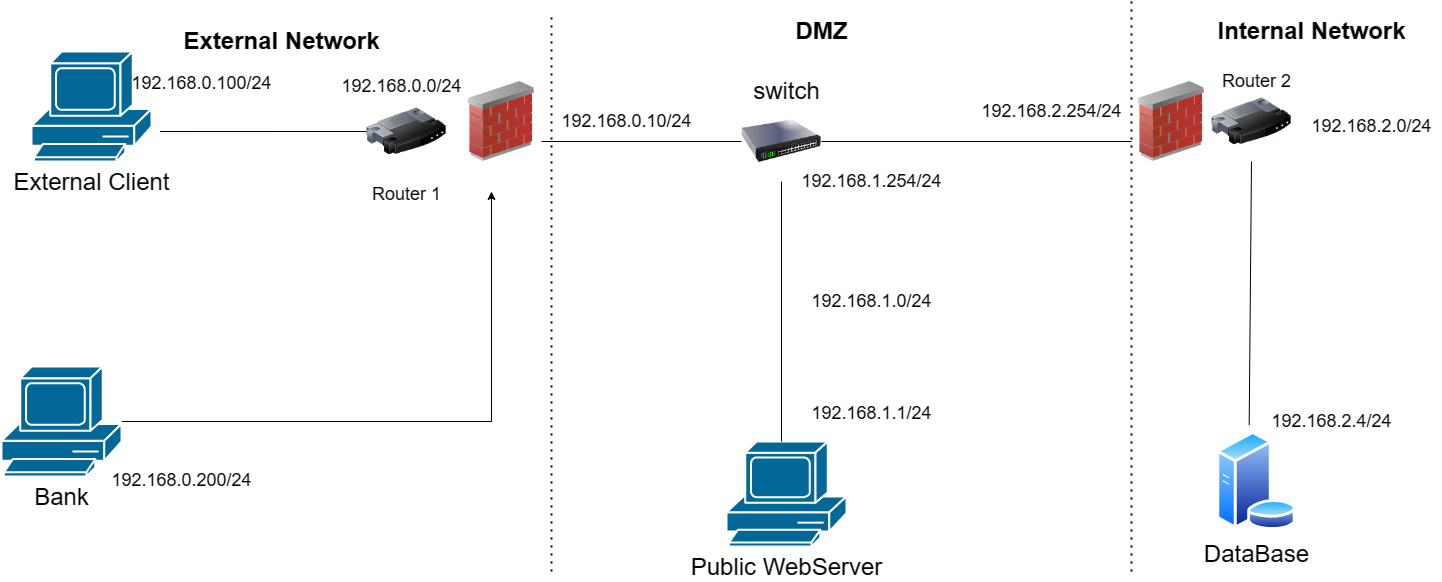 External Network
DMZ
Internal Network
192.168.0.100/24
192.168.0.0/24
switch
Router 2
192.168.0.10/24
192.168.2.254/24
192.168.2.0/24
External Client
Router 1
192.168.1.254/24
192.168.1.0/24
192.168.1.1/24
192.168.2.4/24
192.168.0.200/24
Bank
Public WebServer
DataBase